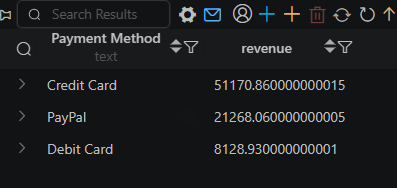 Search Results
Payment Method revenue
text
Credit Card 51170.860000000015
PayPal 21268.060000000005
Debit Card 8128.930000000001